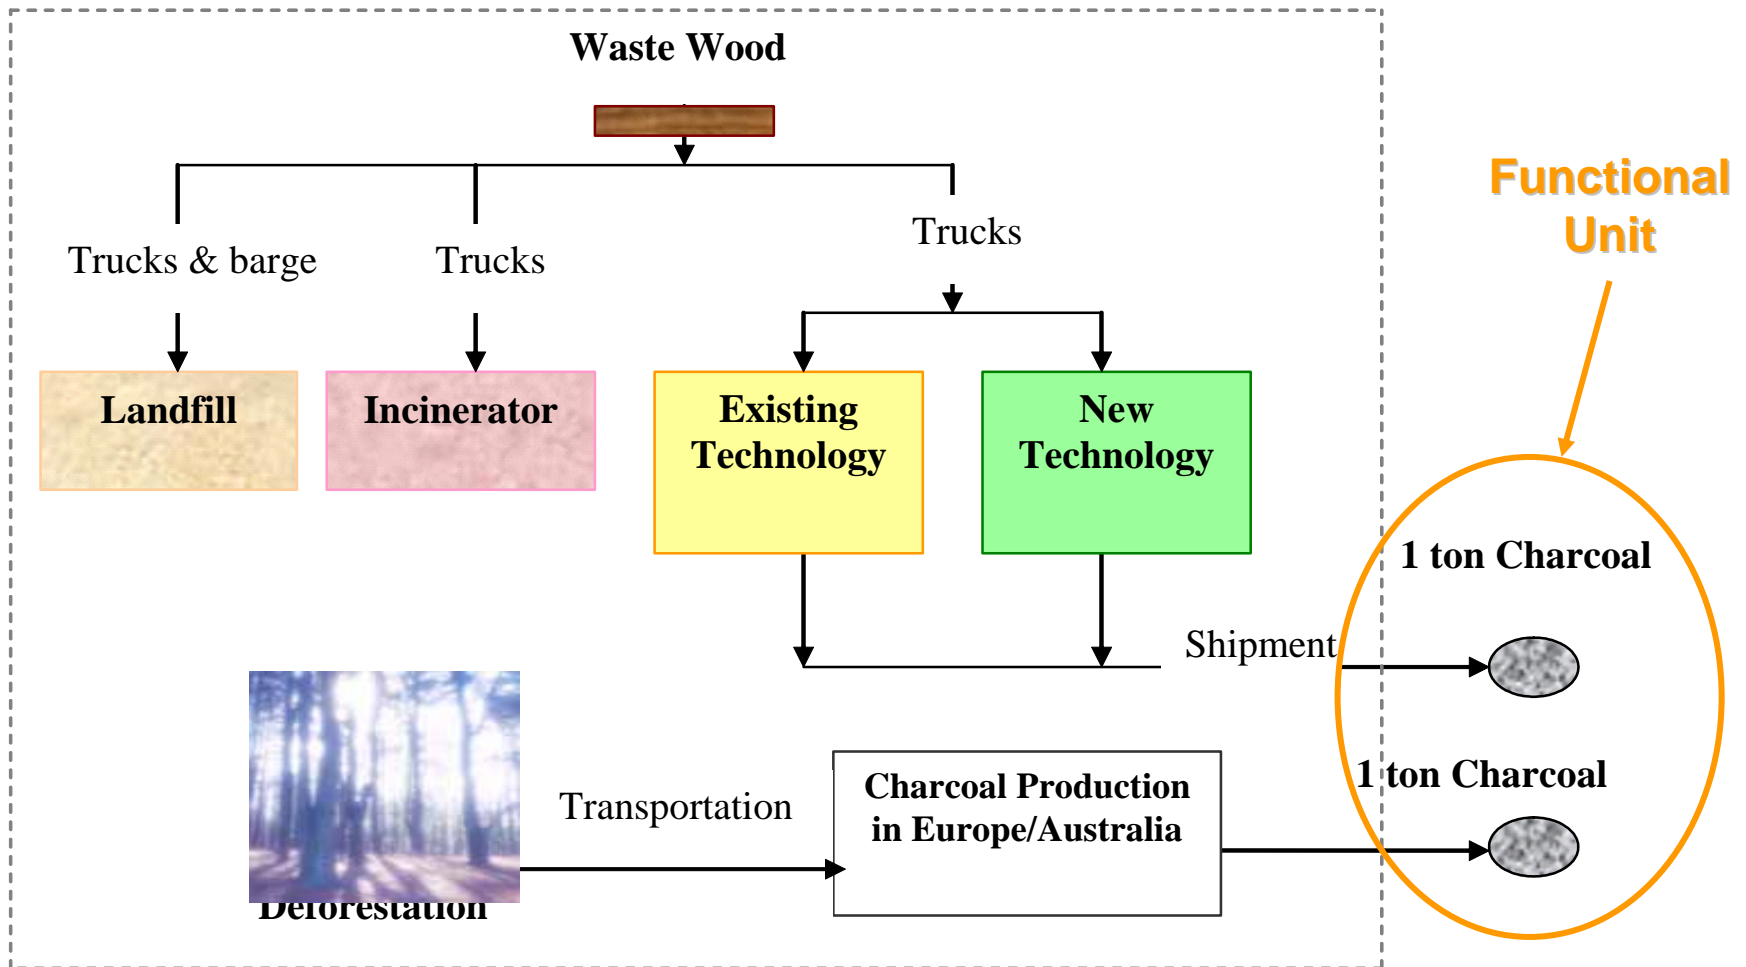 Waste Wood
Functional
Unit
Trucks & barge
Trucks
Trucks
Landfill
Incinerator
Existing
Technology
New
Technology
1 ton Charcoal
Shipment
1 ton Charcoal
Transportation
Charcoal Production
in Europe/Australia
Deforestation